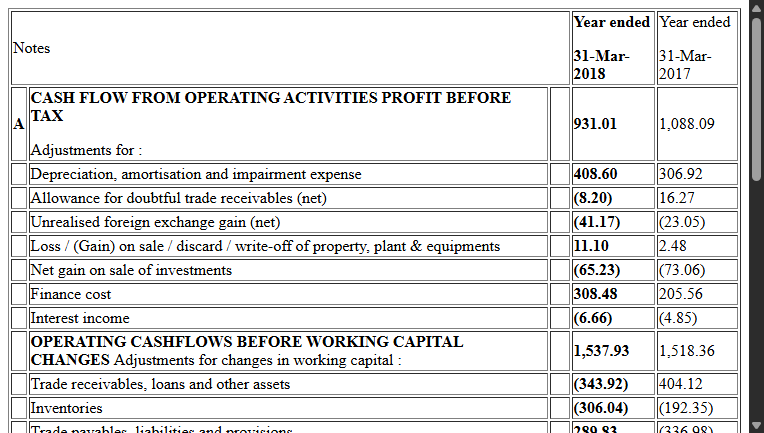 Notes Year ended 31-Mar-2018 Year ended 31-Mar-2017
A CASH FLOW FROM OPERATING ACTIVITIES PROFIT BEFORE TAX 931.01 1,088.09
Adjustments for :
Depreciation, amortisation and impairment expense 408.60 306.92
Allowance for doubtful trade receivables (net) (8.20) 16.27
Unrealised foreign exchange gain (net) (41.17) (23.05)
Loss / (Gain) on sale / discard / write-off of property, plant & equipments 11.10 2.48
Net gain on sale of investments (65.23) (73.06)
Finance cost 308.48 205.56
Interest income (6.66) (4.85)
OPERATING CASHFLOWS BEFORE WORKING CAPITAL CHANGES Adjustments for changes in working capital : 1,537.93 1,518.36
Trade receivables, loans and other assets (343.92) 404.12
Inventories (306.04) (192.35)
Trade payables, liabilities and provisions 289.83 (336.98)